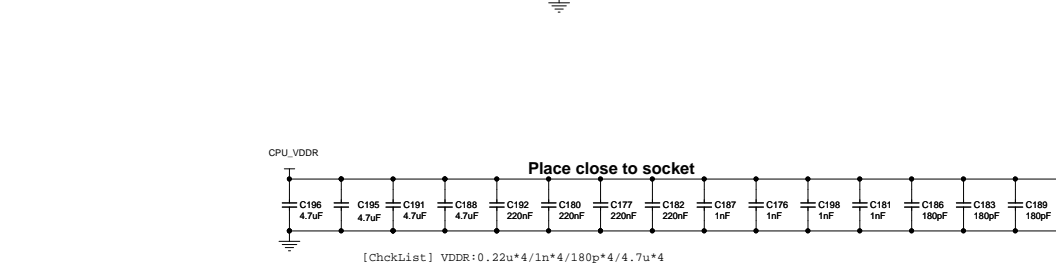 CPU_VDDR
Place close to socket
C196 C195 C191 C188 C192 C180 C177 C182 C187 C176 C198 C181 C186 C183 C189
4.7uF 4.7uF 4.7uF 4.7uF 220nF 220nF 220nF 220nF 1nF 1nF 1nF 1nF 180pF 180pF 180pF
[ChckList] VDDR:0.22u*4/1n*4/180p*4/4.7u*4